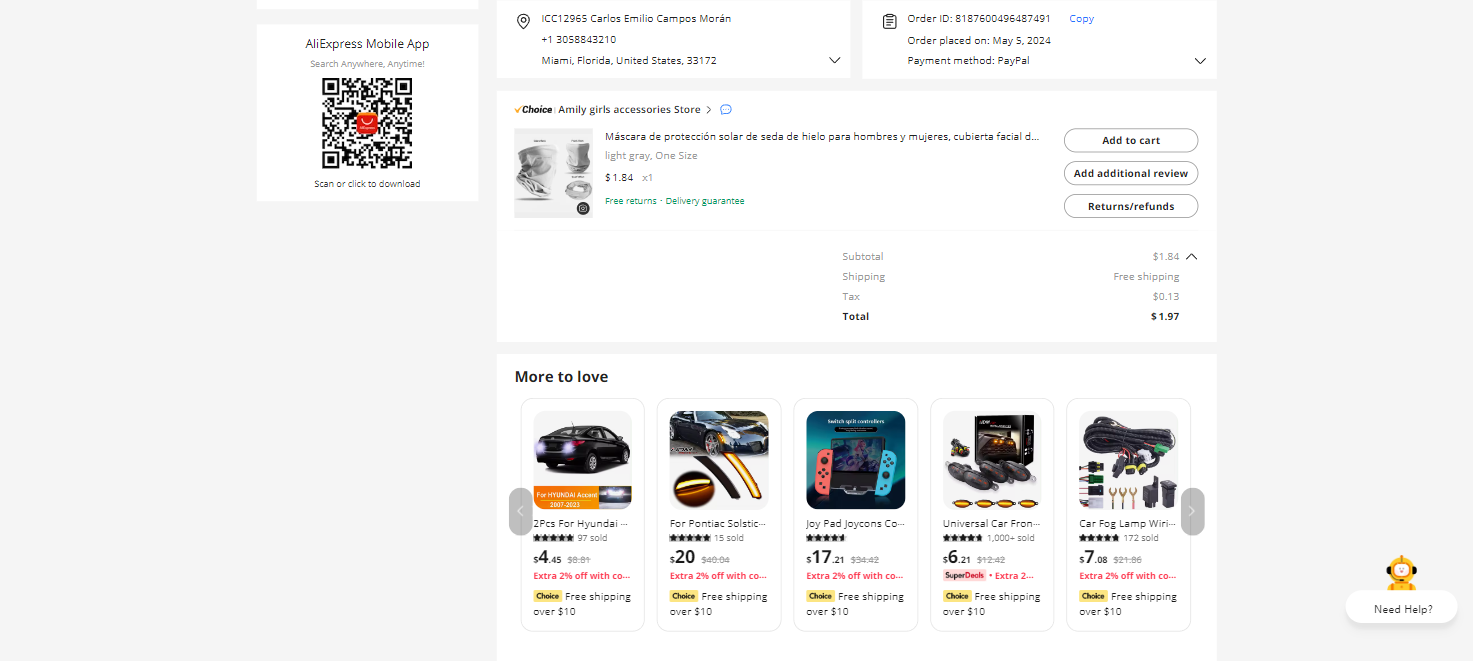 AliExpress Mobile App
Search Anywhere, Anytime!
AliExpress
Scan or click to download
ICC12965 Carlos Emilio Campos Morán
+1 3058843210
Miami, Florida, United States, 33172
Order ID: 8187600496487491 Copy
Order placed on: May 5, 2024
Payment method: PayPal
Choice Amily girls accessories Store
Máscara de protección solar de seda de hielo para hombres y mujeres, cubierta facial d...
light gray, One Size
$1.84 x1
Free returns · Delivery guarantee
Add to cart
Add additional review
Returns/refunds
Subtotal $1.84
Shipping Free shipping
Tax $0.13
Total $1.97
More to love
For HYUNDAI Accent
2007-2023
2Pcs For Hyundai ...
97 sold
$4.45 $8.81
Extra 2% off with co...
Choice Free shipping
over $10
For Pontiac Solstic...
15 sold
$20 $40.04
Extra 2% off with co...
Choice Free shipping
over $10
Switch split controllers
Joy Pad Joycons Co...
$17.21 $34.42
Extra 2% off with co...
Choice Free shipping
over $10
Universal Car Fron...
1,000+ sold
$6.21 $12.42
SuperDeals • Extra 2...
Choice Free shipping
over $10
Car Fog Lamp Wiri...
172 sold
$7.08 $21.86
Extra 2% off with co...
Choice Free shipping
over $10
Need Help?